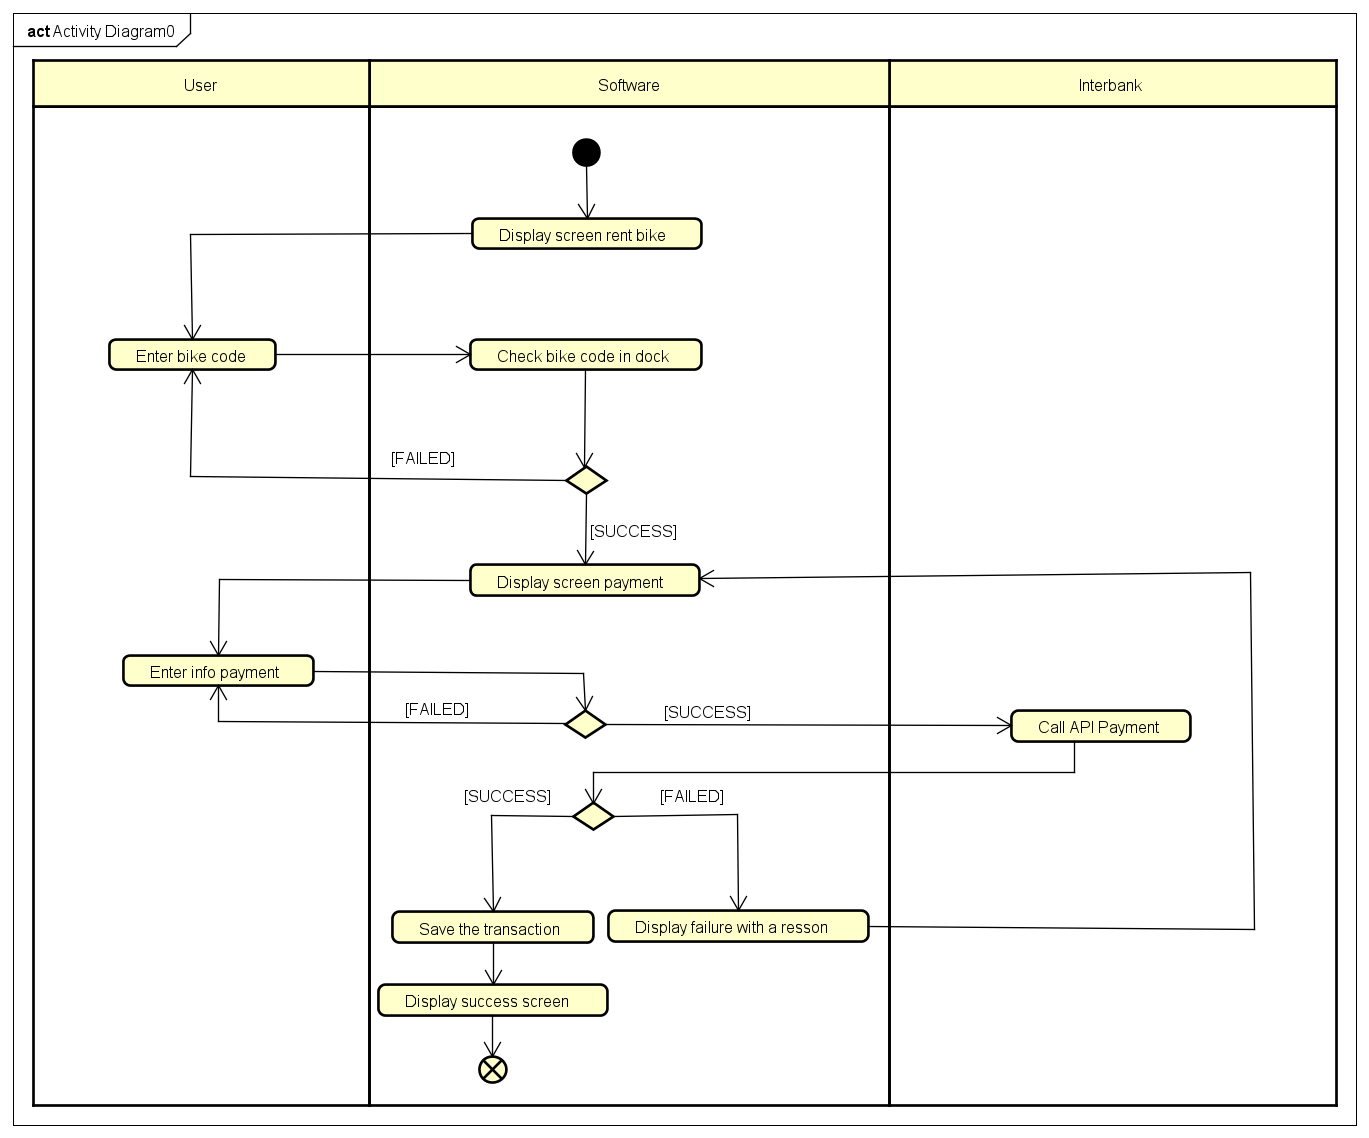 act Activity Diagram0
User
Software
Interbank
Display screen rent bike
Enter bike code
Check bike code in dock
[FAILED]
[SUCCESS]
Display screen payment
Enter info payment
[FAILED]
[SUCCESS]
Call API Payment
[SUCCESS]
[FAILED]
Save the transaction
Display failure with a resson
Display success screen